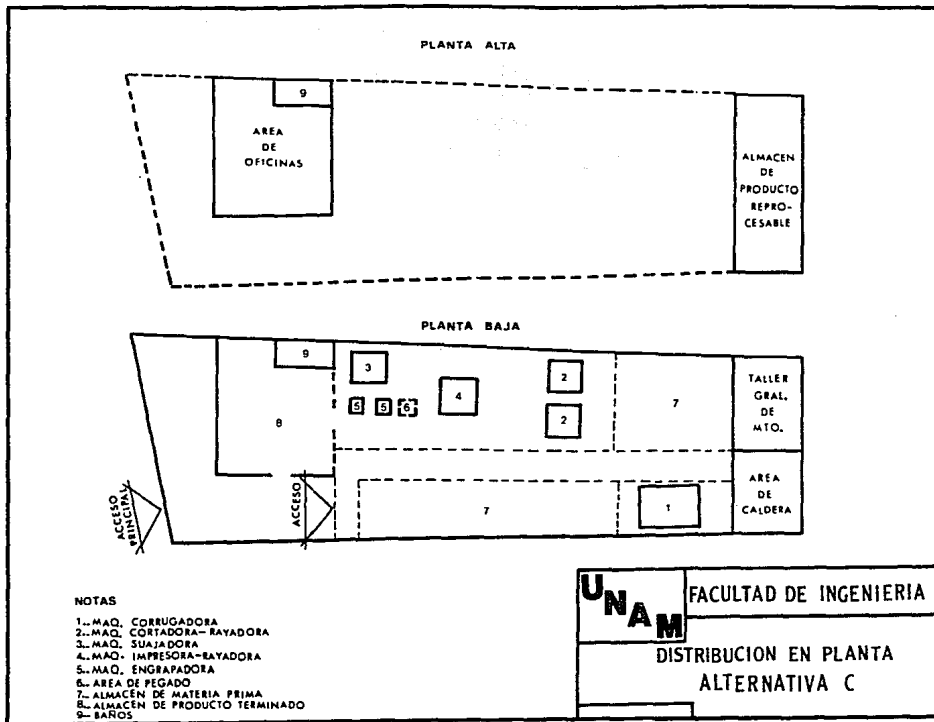 PLANTA ALTA
9
AREA
DE
OFICINAS
ALMACEN
DE
PRODUCTO
REPRO-
CESABLE
PLANTA BAJA
9
3
2
TALLER
GRAL.
DE
MTO.
5
5
6
4
2
7
8
ACCESO
PRINCIPAL
ACCESO
7
1
AREA
DE
CALDERA
NOTAS
1.- MAQ. CORRUGADORA
2.- MAQ. CORTADORA-RAYADORA
3.- MAQ. SUAJADORA
4.- MAQ. IMPRESORA-RAYADORA
5.- MAQ. ENGRAPADORA
6.- AREA DE PEGADO
7.- ALMACÉN DE MATERIA PRIMA
8.- ALMACÉN DE PRODUCTO TERMINADO
9.- BAÑOS
UNAM
FACULTAD DE INGENIERIA
DISTRIBUCION EN PLANTA
ALTERNATIVA C